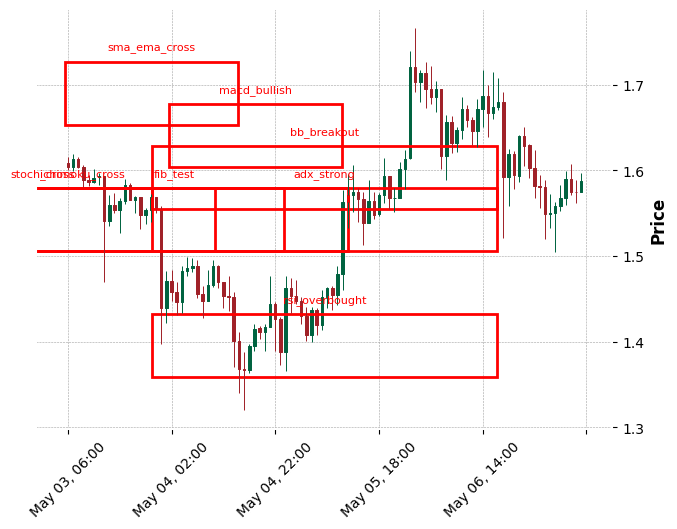 sma_ema_cross
macd_bullish
bb_breakout
fib_test
adx_strong
rsi_overbought
1.7
1.6
1.5
1.4
1.3
Price
May 03, 06:00
May 04, 02:00
May 04, 22:00
May 05, 18:00
May 06, 14:00